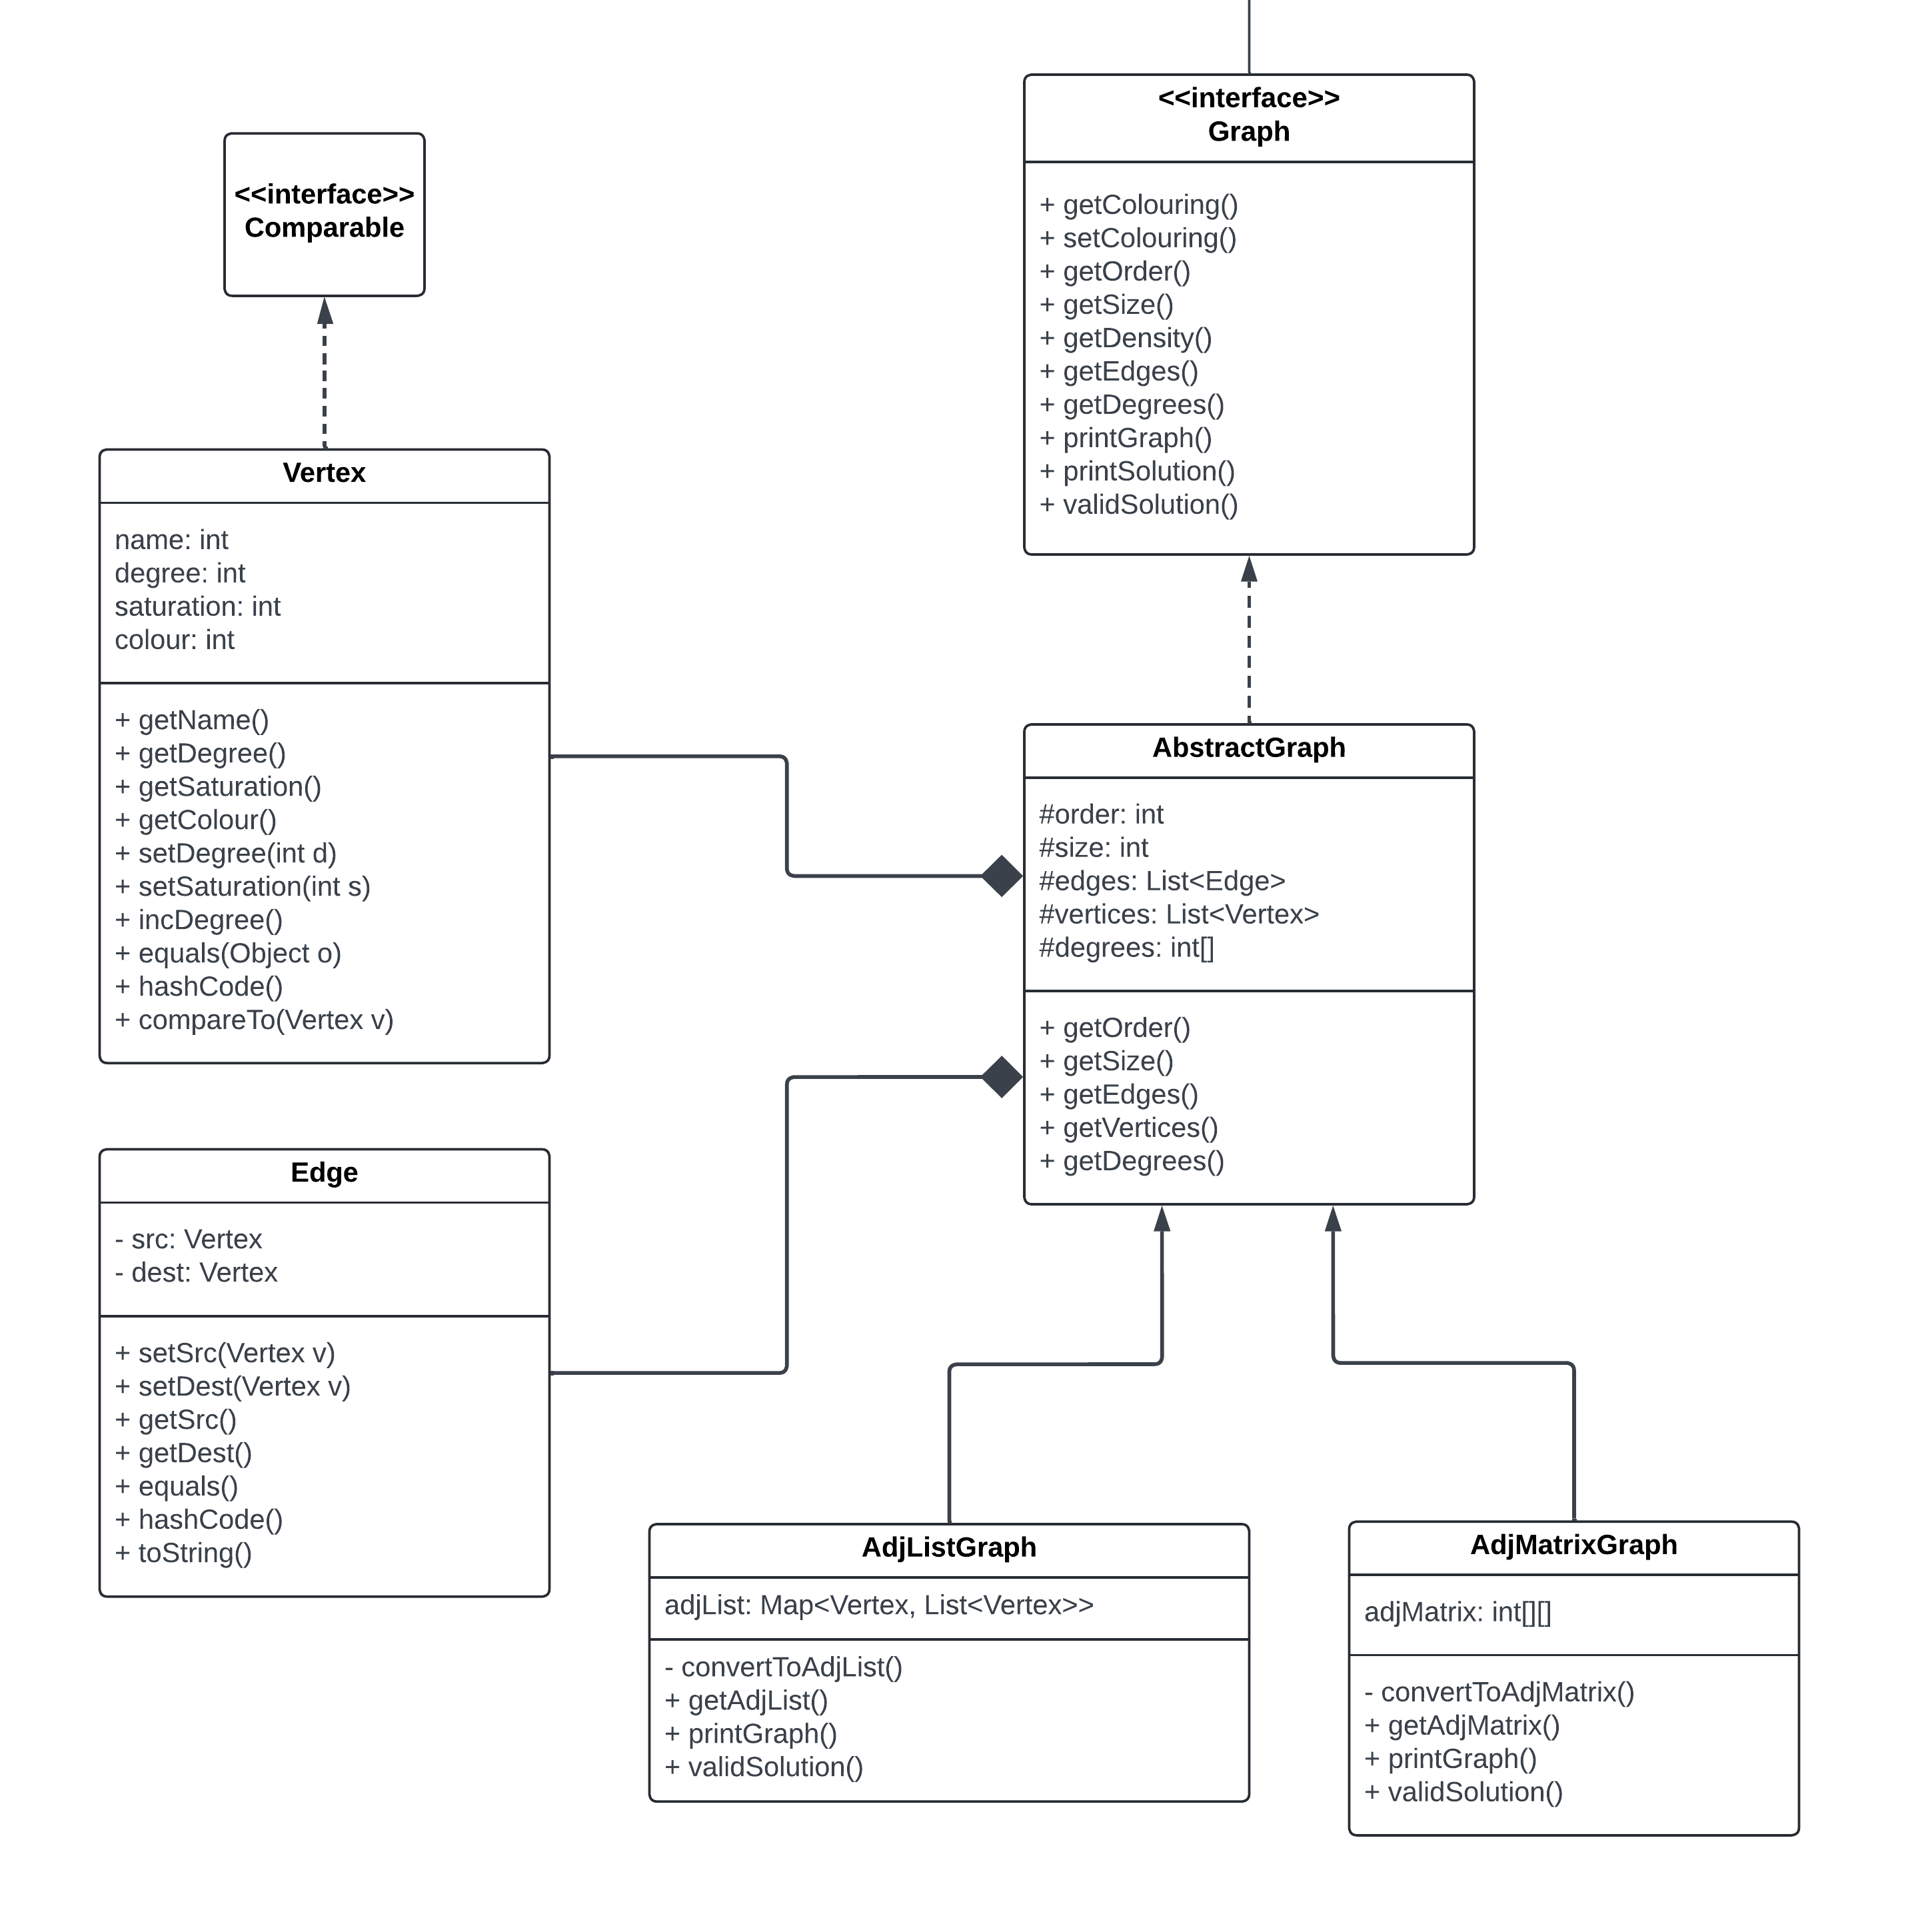 <<interface>>
Comparable
<<interface>>
Graph
+ getColouring()
+ setColouring()
+ getOrder()
+ getSize()
+ getDensity()
+ getEdges()
+ getDegrees()
+ printGraph()
+ printSolution()
+ validSolution()
Vertex
name: int
degree: int
saturation: int
colour: int
+ getName()
+ getDegree()
+ getSaturation()
+ getColour()
+ setDegree(int d)
+ setSaturation(int s)
+ incDegree()
+ equals(Object o)
+ hashCode()
+ compareTo(Vertex v)
AbstractGraph
#order: int
#size: int
#edges: List<Edge>
#vertices: List<Vertex>
#degrees: int[]
+ getOrder()
+ getSize()
+ getEdges()
+ getVertices()
+ getDegrees()
Edge
- src: Vertex
- dest: Vertex
+ setSrc(Vertex v)
+ setDest(Vertex v)
+ getSrc()
+ getDest()
+ equals()
+ hashCode()
+ toString()
AdjListGraph
adjList: Map<Vertex, List<Vertex>>
- convertToAdjList()
+ getAdjList()
+ printGraph()
+ validSolution()
AdjMatrixGraph
adjMatrix: int[][]
- convertToAdjMatrix()
+ getAdjMatrix()
+ printGraph()
+ validSolution()